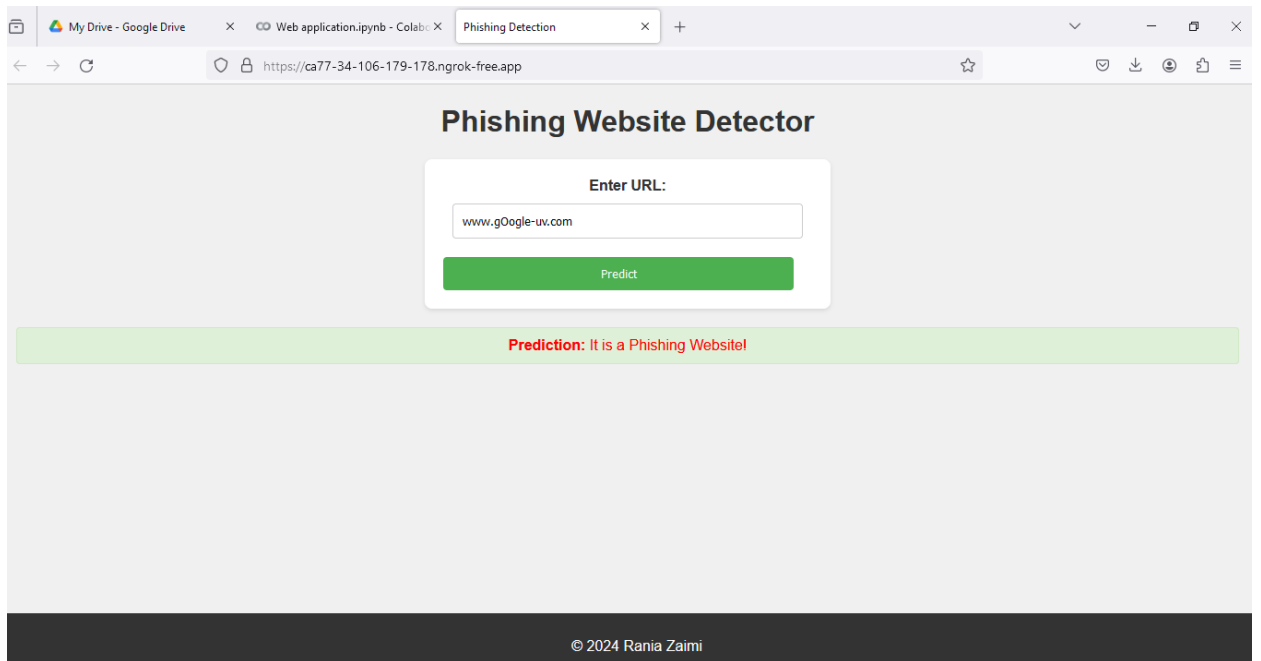 My Drive - Google Drive
Web application.ipynb - Colabo
Phishing Detection
https://ca77-34-106-179-178.ngrok-free.app
Phishing Website Detector
Enter URL:
www.gOogle-uv.com
Predict
Prediction: It is a Phishing Website!
© 2024 Rania Zaimi